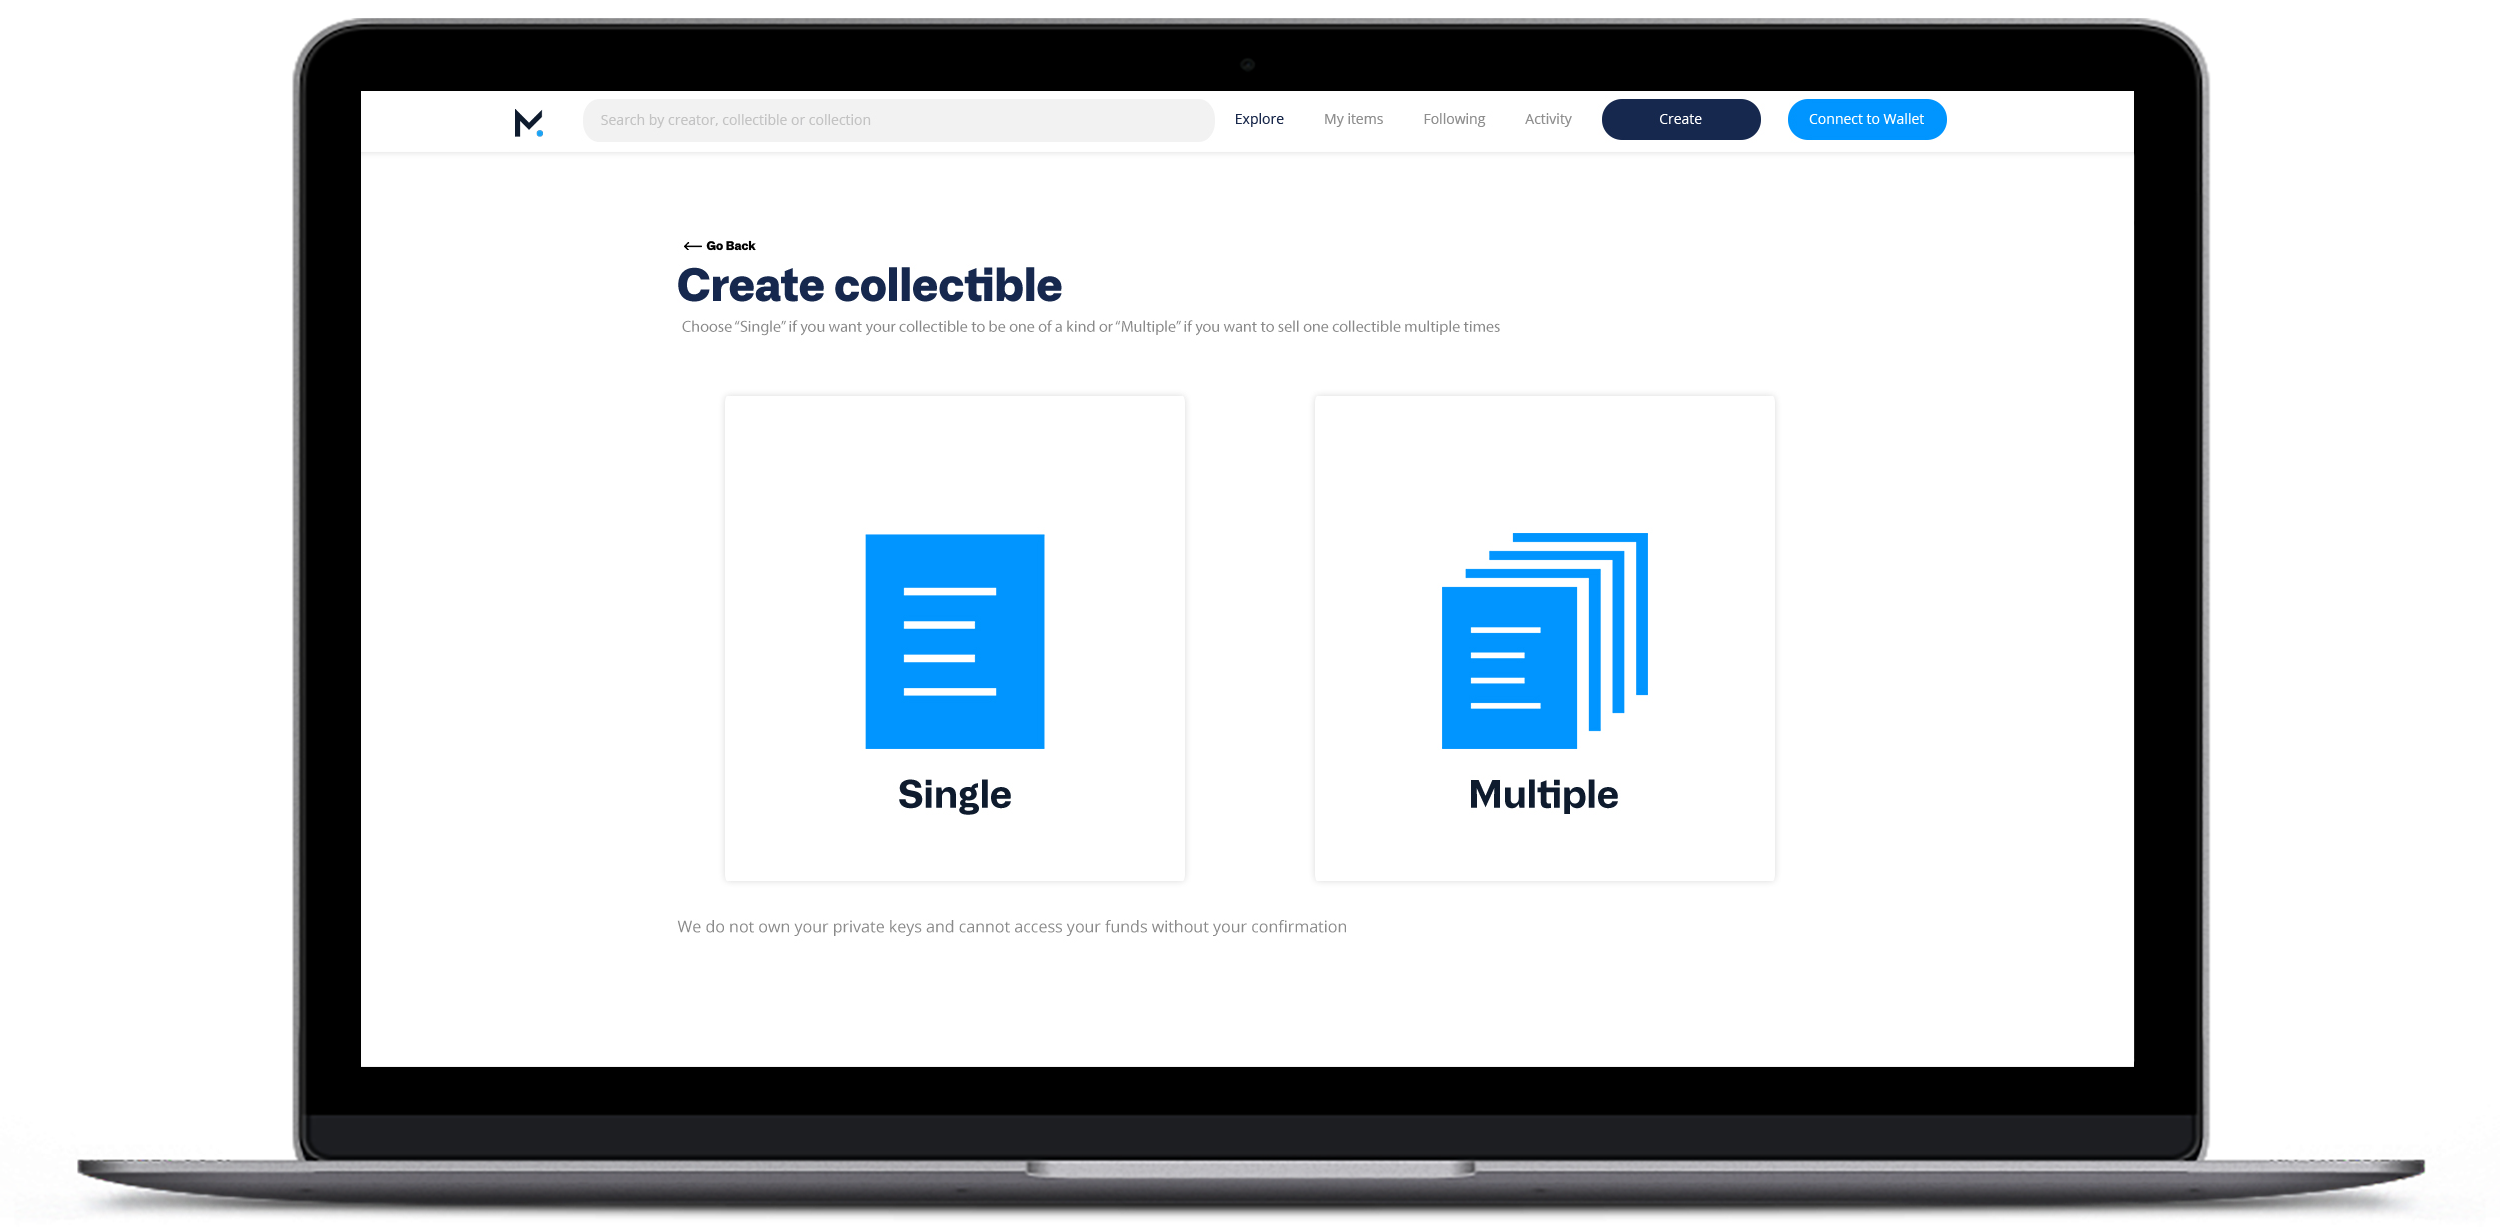 M.
Search by creator, collectible or collection
Explore
My items
Following
Activity
Create
Connect to Wallet
Go Back
Create collectible
Choose “Single” if you want your collectible to be one of a kind or “Multiple” if you want to sell one collectible multiple times
Single
Multiple
We do not own your private keys and cannot access your funds without your confirmation